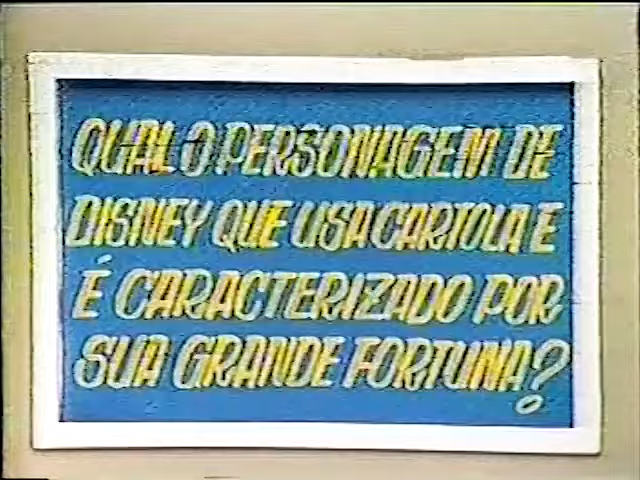 QUAL O PERSONAGEM DE
DISNEY QUE USA CARTOLA E
É CARACTERIZADO POR
SUA GRANDE FORTUNA?